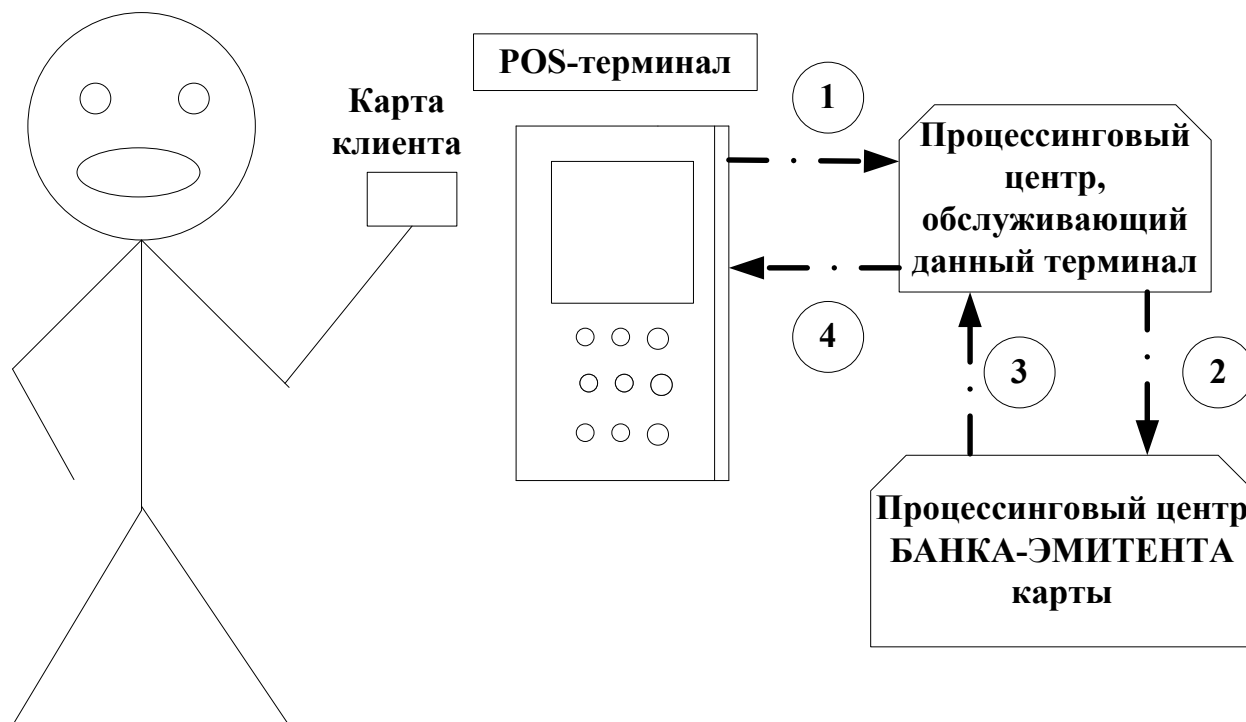 POS-терминал
Карта
клиента
1
Процессинговый
центр,
обслуживающий
данный терминал
4
3
2
Процессинговый центр
БАНКА-ЭМИТЕНТА
карты